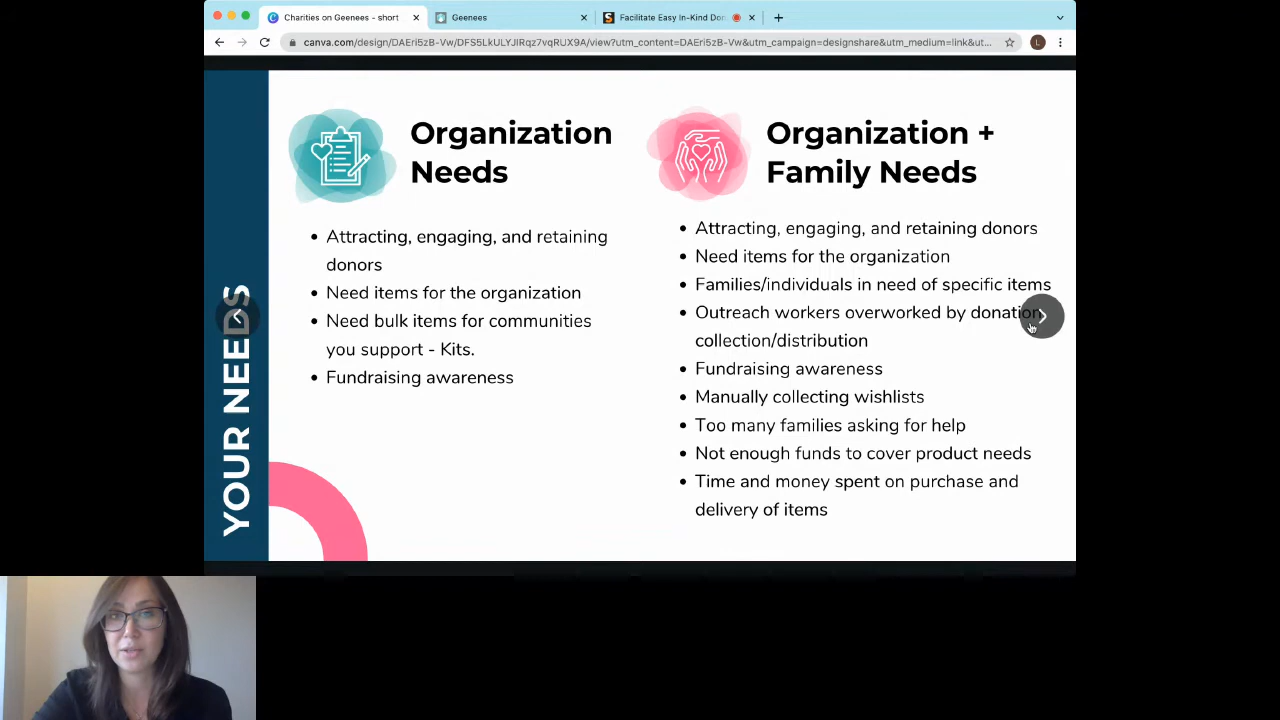 Charities on Geenees - short
Geenees
Facilitate Easy In-Kind Don
canva.com/design/DAEri5zB-Vw/DFS5LkULYJIRqz7vqRUX9A/view?utm_content=DAEri5zB-Vw&utm_campaign=designshare&utm_medium=link&ut...
L
YOUR NEEDS
Organization
Needs
Attracting, engaging, and retaining
donors
Need items for the organization
Need bulk items for communities
you support - Kits.
Fundraising awareness
Organization +
Family Needs
Attracting, engaging, and retaining donors
Need items for the organization
Families/individuals in need of specific items
Outreach workers overworked by donation
collection/distribution
Fundraising awareness
Manually collecting wishlists
Too many families asking for help
Not enough funds to cover product needs
Time and money spent on purchase and
delivery of items